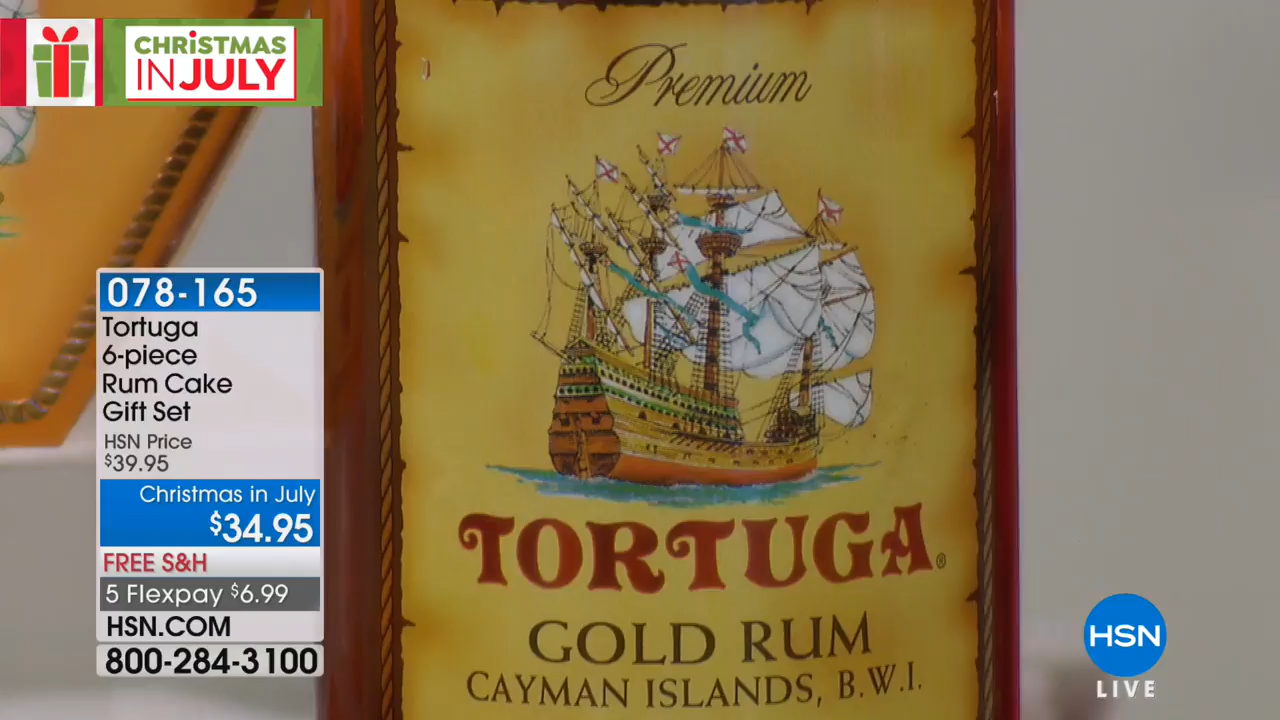 CHRiSTMAS
IN JULY
078-165
Tortuga
6-piece
Rum Cake
Gift Set
HSN Price
$39.95
Christmas in July
$34.95
FREE S&H
5 Flexpay $6.99
HSN.COM
800-284-3100
Premium
TORTUGA®
GOLD RUM
CAYMAN ISLANDS, B.W.I.
HSN
LIVE